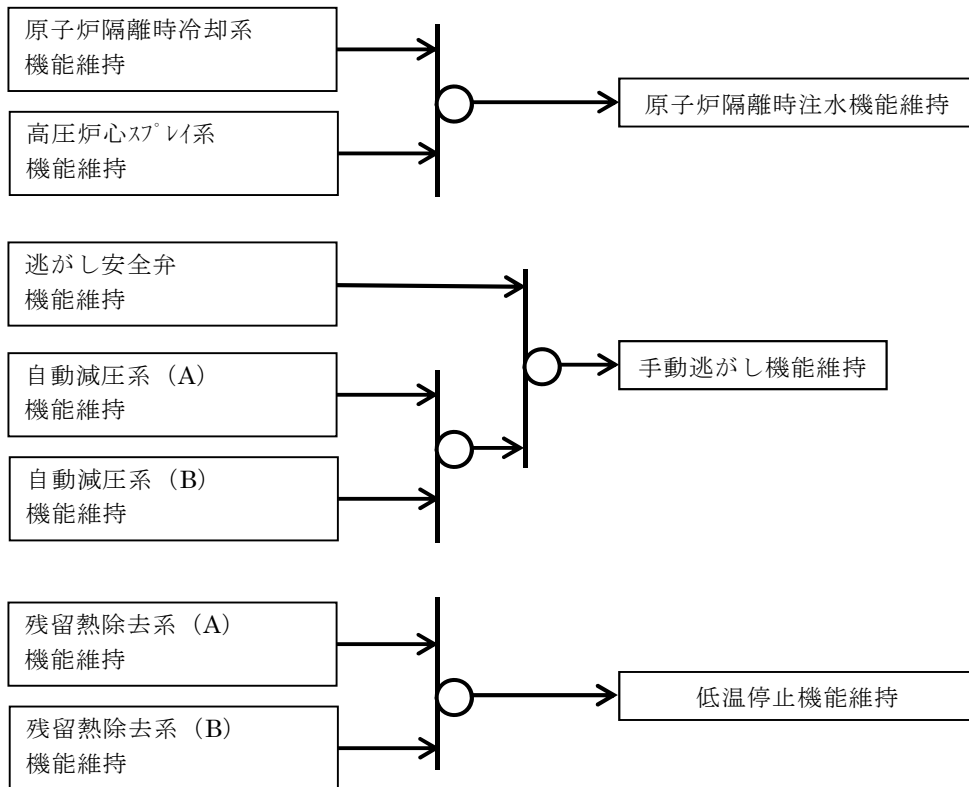 原子炉隔離時冷却系
機能維持
原子炉隔離時注水機能維持
高圧炉心ｽﾌﾟﾚｲ系
機能維持
逃がし安全弁
機能維持
手動逃がし機能維持
自動減圧系（A）
機能維持
自動減圧系（B）
機能維持
残留熱除去系（A）
機能維持
低温停止機能維持
残留熱除去系（B）
機能維持